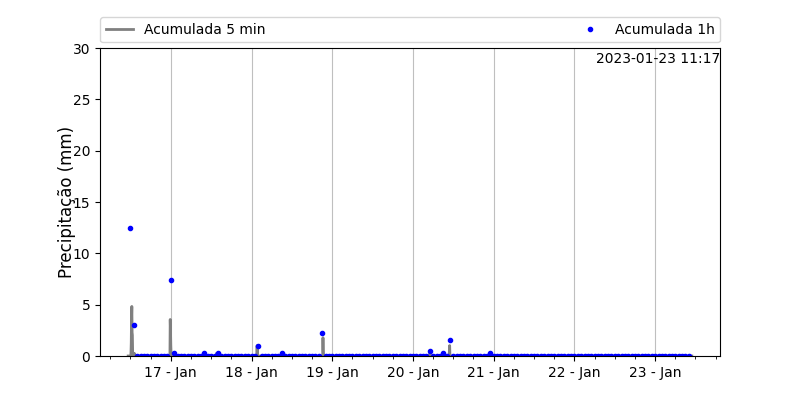 Acumulada 5 min
Acumulada 1h
2023-01-23 11:17
Precipitação (mm)
30
25
20
15
10
5
0
17 - Jan
18 - Jan
19 - Jan
20 - Jan
21 - Jan
22 - Jan
23 - Jan